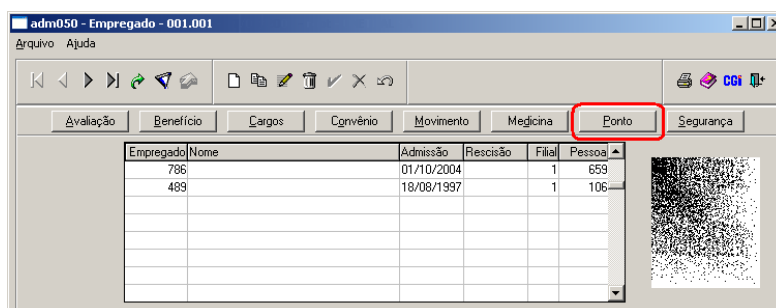 adm050 - Empregado - 001.001
Arquivo Ajuda
CGi
Avaliação Benefício Cargos Convênio Movimento Medicina Ponto Segurança
Empregado Nome Admissão Rescisão Filial Pessoa
786 01/10/2004 1 659
489 18/08/1997 1 106